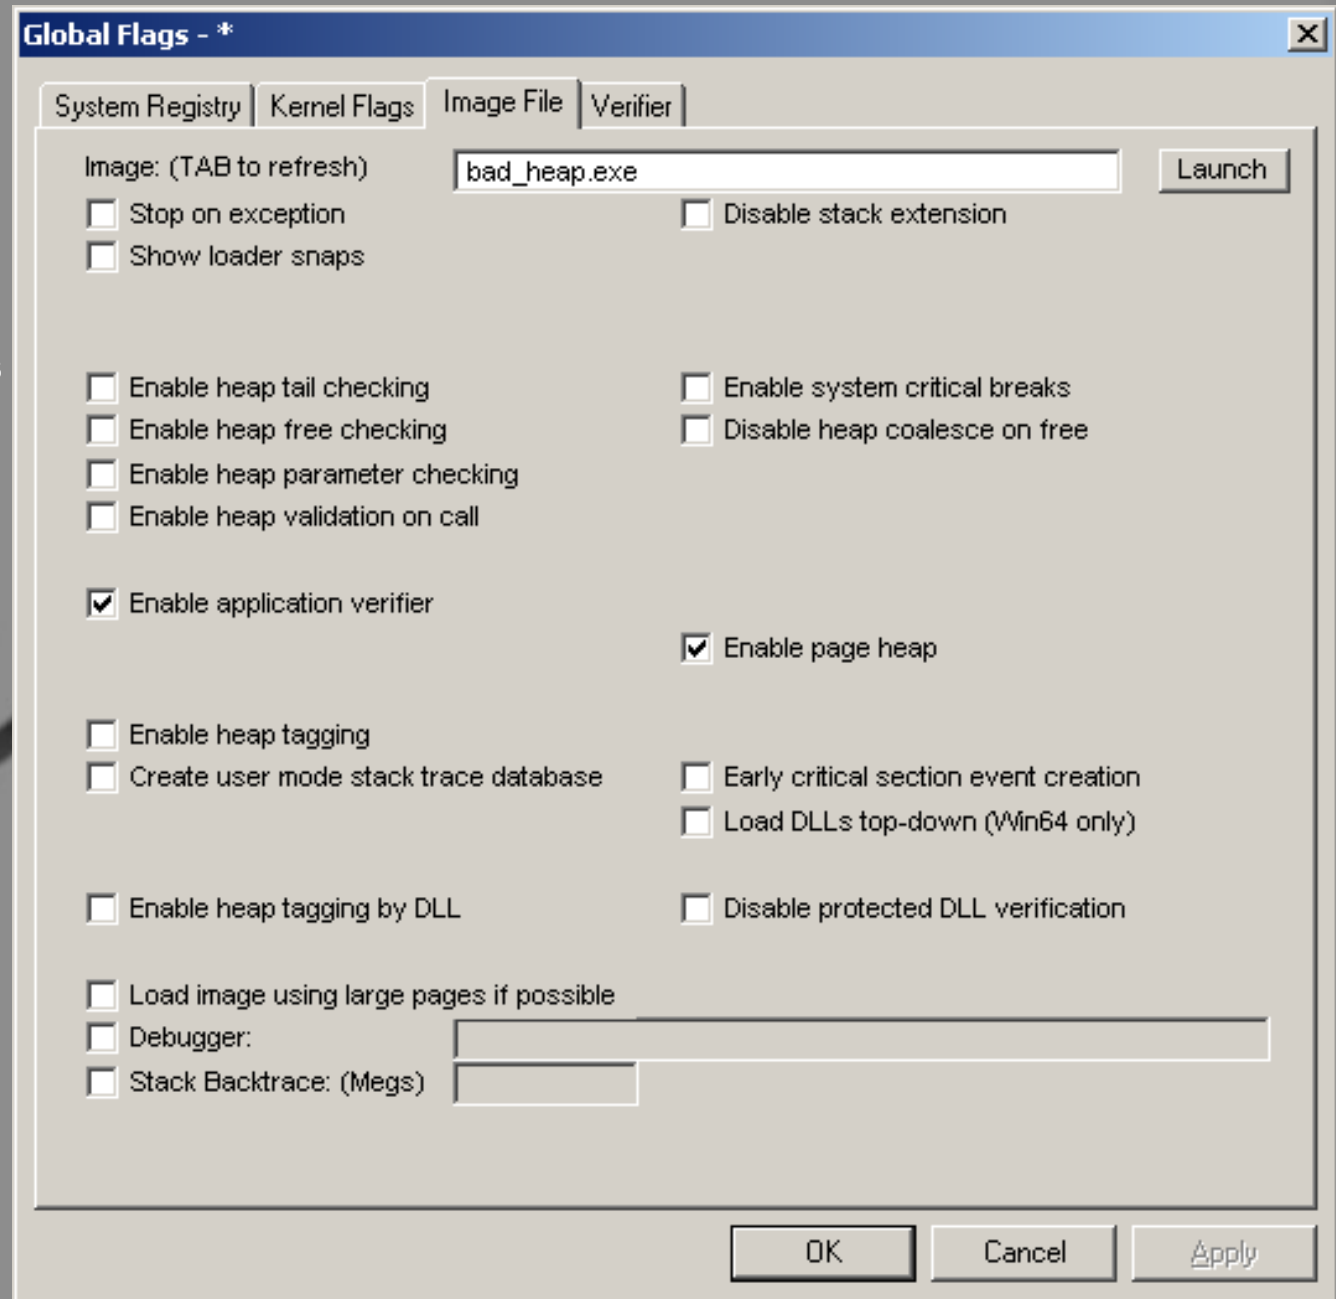 Global Flags - *
System Registry Kernel Flags Image File Verifier
Image: (TAB to refresh) bad_heap.exe Launch
Stop on exception Disable stack extension
Show loader snaps
Enable heap tail checking Enable system critical breaks
Enable heap free checking Disable heap coalesce on free
Enable heap parameter checking
Enable heap validation on call
Enable application verifier
Enable page heap
Enable heap tagging
Create user mode stack trace database Early critical section event creation
Load DLLs top-down (Win64 only)
Enable heap tagging by DLL Disable protected DLL verification
Load image using large pages if possible
Debugger:
Stack Backtrace: (Megs)
OK Cancel Apply